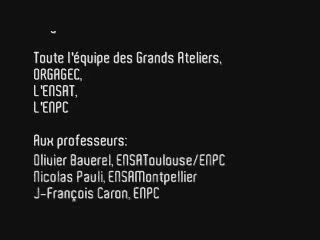 Toute l'équipe des Grands Ateliers,
ORGAGEC,
L'ENSAT,
L'ENPC
Aux professeurs:
Olivier Baverel, ENSAToulouse/ENPC
Nicolas Pauli, ENSAMontpellier
J-François Caron, ENPC